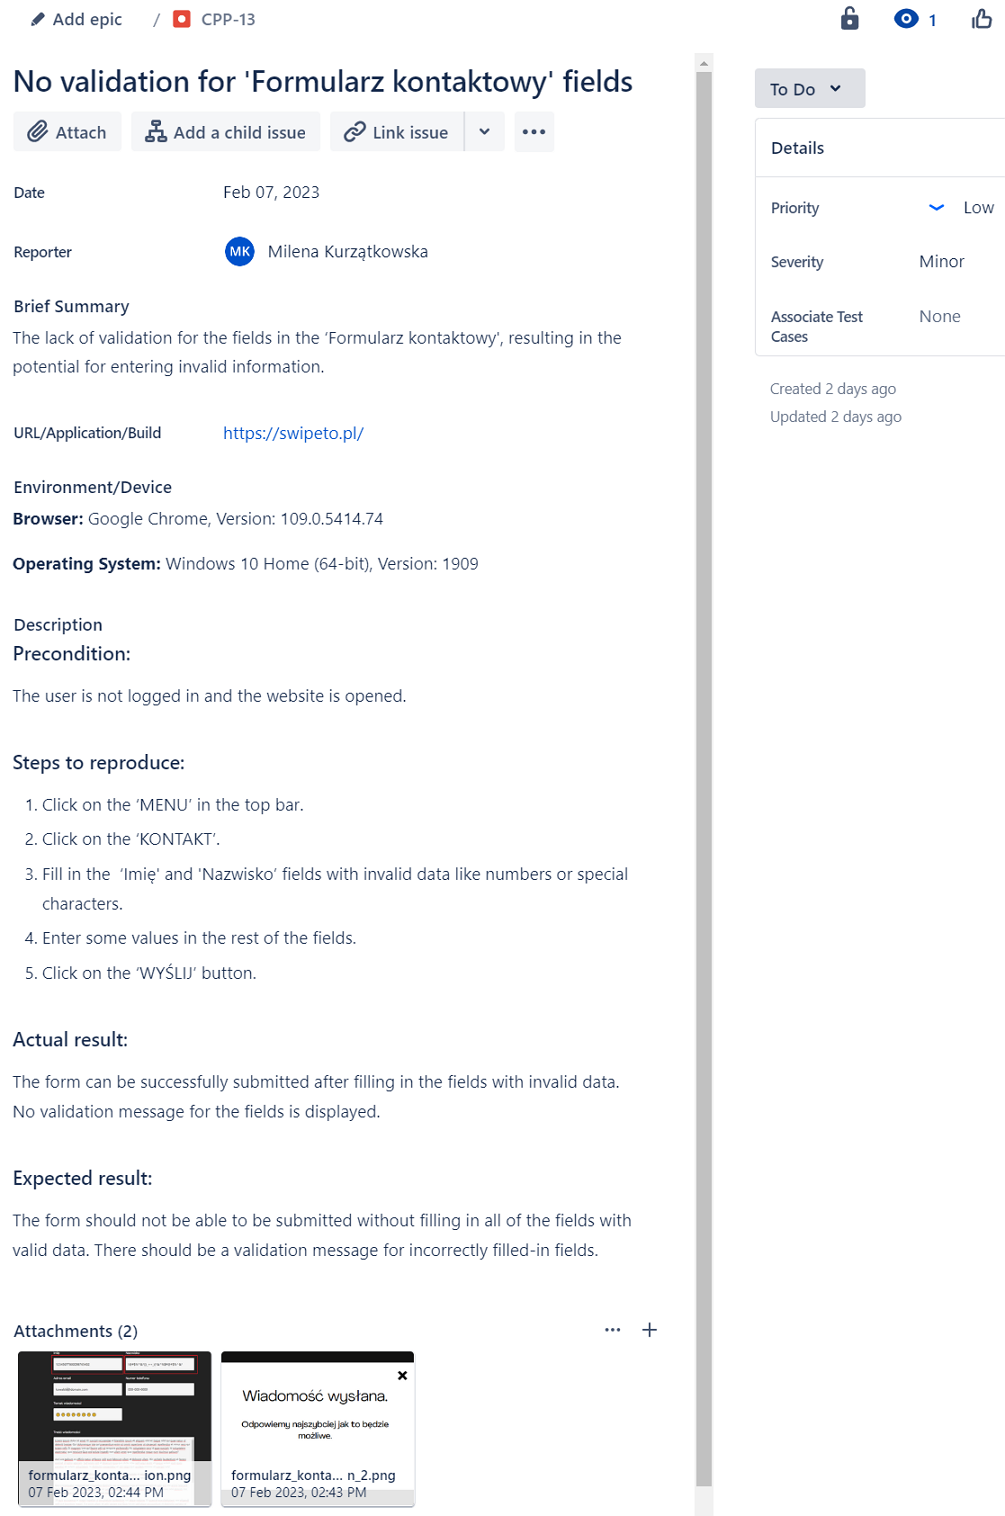 Add epic / CPP-13 1
No validation for 'Formularz kontaktowy' fields
To Do
Attach Add a child issue Link issue
Details
Date Feb 07, 2023
Priority Low
Reporter MK Milena Kurzątkowska
Severity Minor
Brief Summary
Associate Test Cases None
The lack of validation for the fields in the ‘Formularz kontaktowy', resulting in the
potential for entering invalid information.
Created 2 days ago
Updated 2 days ago
URL/Application/Build https://swipeto.pl/
Environment/Device
Browser: Google Chrome, Version: 109.0.5414.74
Operating System: Windows 10 Home (64-bit), Version: 1909
Description
Precondition:
The user is not logged in and the website is opened.
Steps to reproduce:
1. Click on the ‘MENU’ in the top bar.
2. Click on the ‘KONTAKT’.
3. Fill in the ‘Imię' and 'Nazwisko’ fields with invalid data like numbers or special
characters.
4. Enter some values in the rest of the fields.
5. Click on the ‘WYŚLIJ’ button.
Actual result:
The form can be successfully submitted after filling in the fields with invalid data.
No validation message for the fields is displayed.
Expected result:
The form should not be able to be submitted without filling in all of the fields with
valid data. There should be a validation message for incorrectly filled-in fields.
Attachments (2)
Wiadomość wysłana.
Odpowiemy najszybciej jak to będzie
możliwe.
formularz_konta... ion.png
07 Feb 2023, 02:44 PM
formularz_konta... n_2.png
07 Feb 2023, 02:43 PM